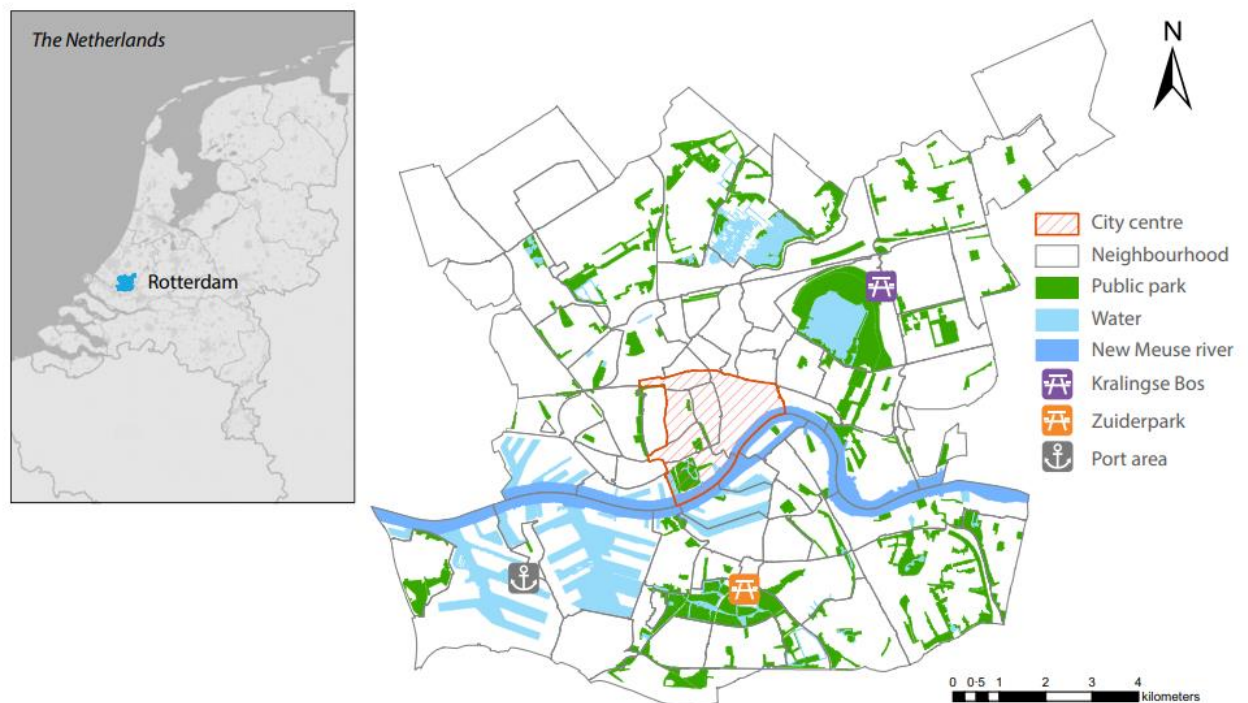 The Netherlands
Rotterdam
N
City centre
Neighbourhood
Public park
Water
New Meuse river
Kralingse Bos
Zuiderpark
Port area
0 0·5 1 2 3 4
kilometers